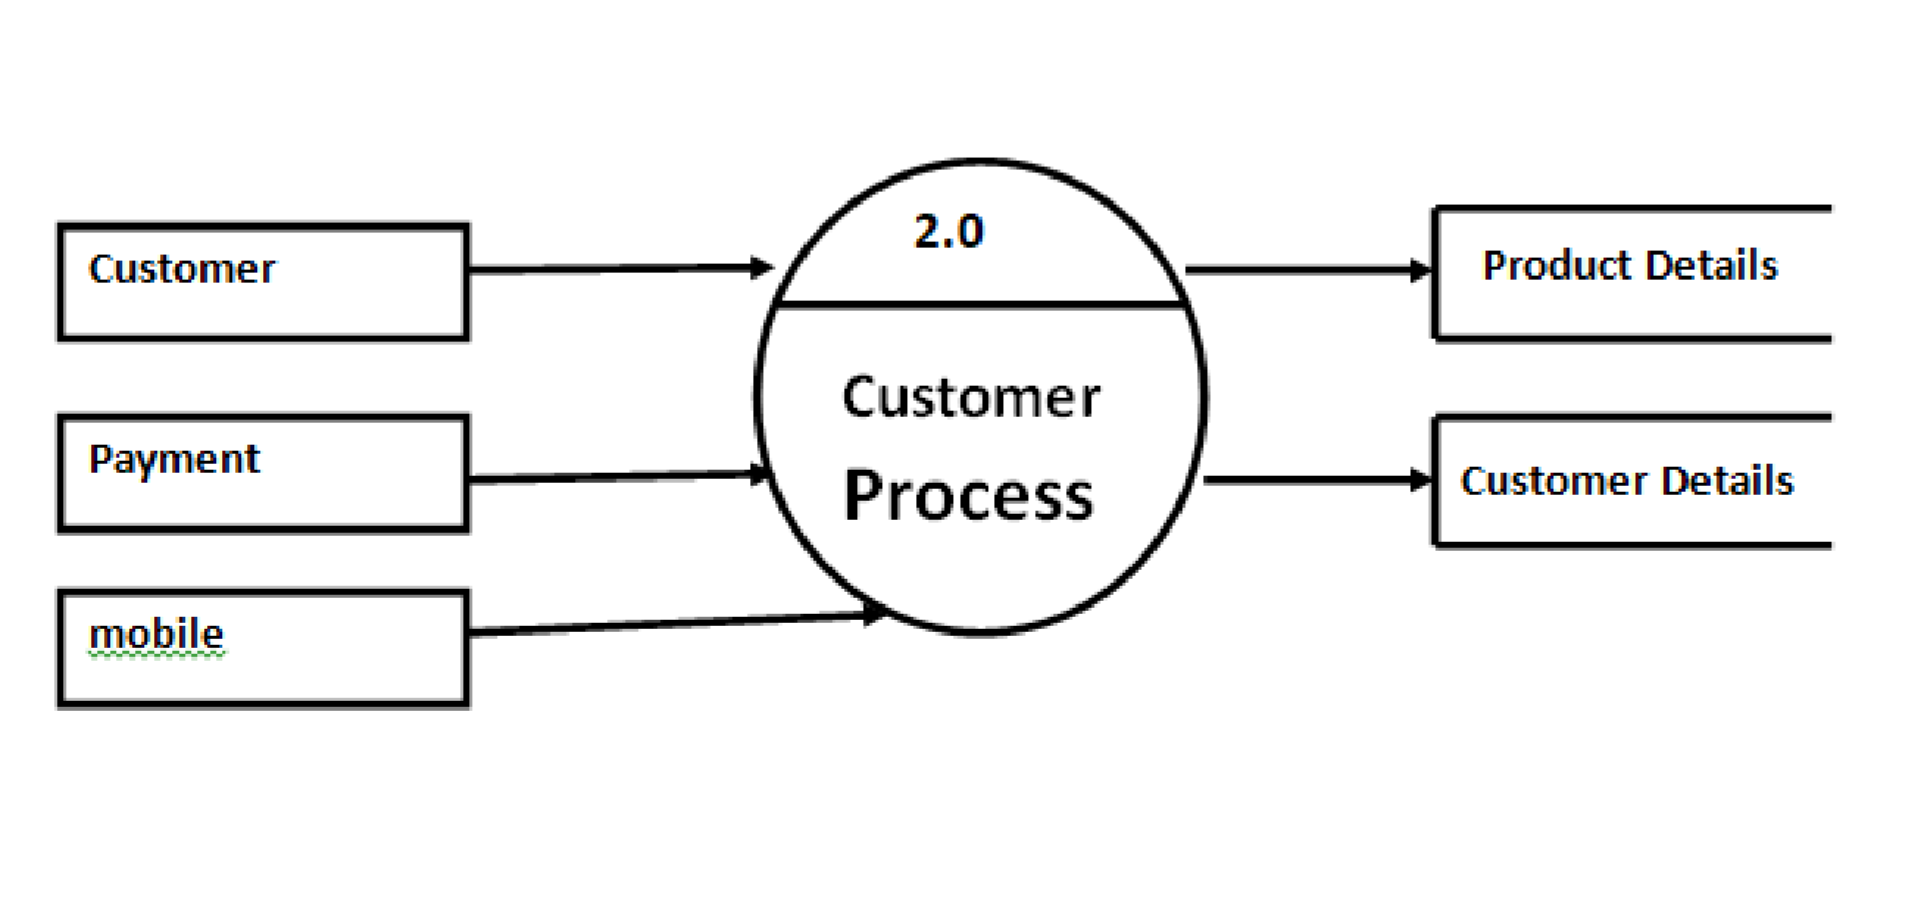 Customer
Payment
mobile
2.0
Customer
Process
Product Details
Customer Details